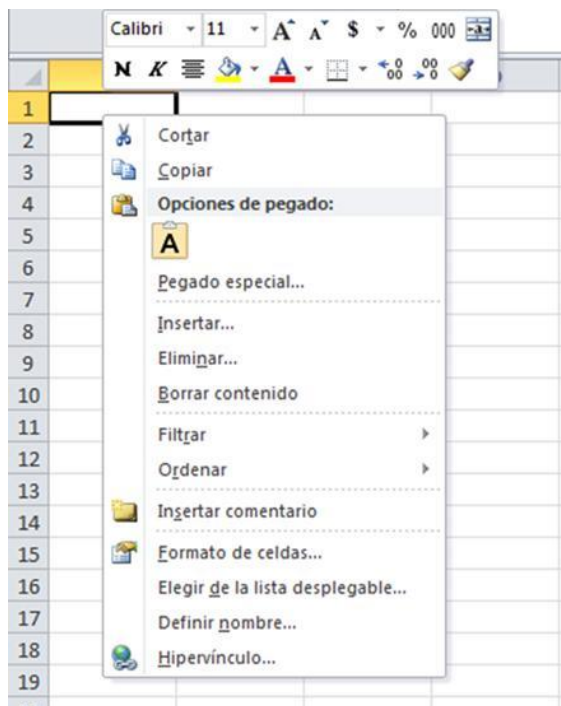 Calibri 11 A A $ % 000
N K A
1
2
3
4
5
6
7
8
9
10
11
12
13
14
15
16
17
18
19
Cortar
Copiar
Opciones de pegado:
A
Pegado especial...
Insertar...
Eliminar...
Borrar contenido
Filtrar
Ordenar
Insertar comentario
Formato de celdas...
Elegir de la lista desplegable...
Definir nombre...
Hipervínculo...